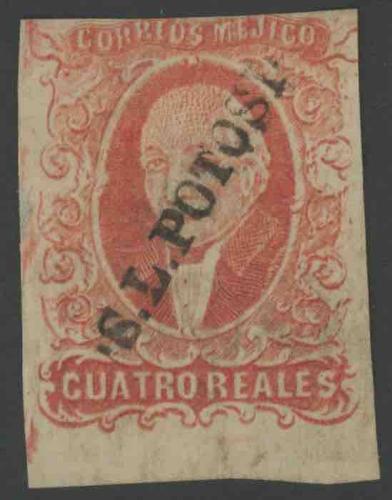 CORREOS MEJICO
S.L.POTOSI
CUATRO REALES